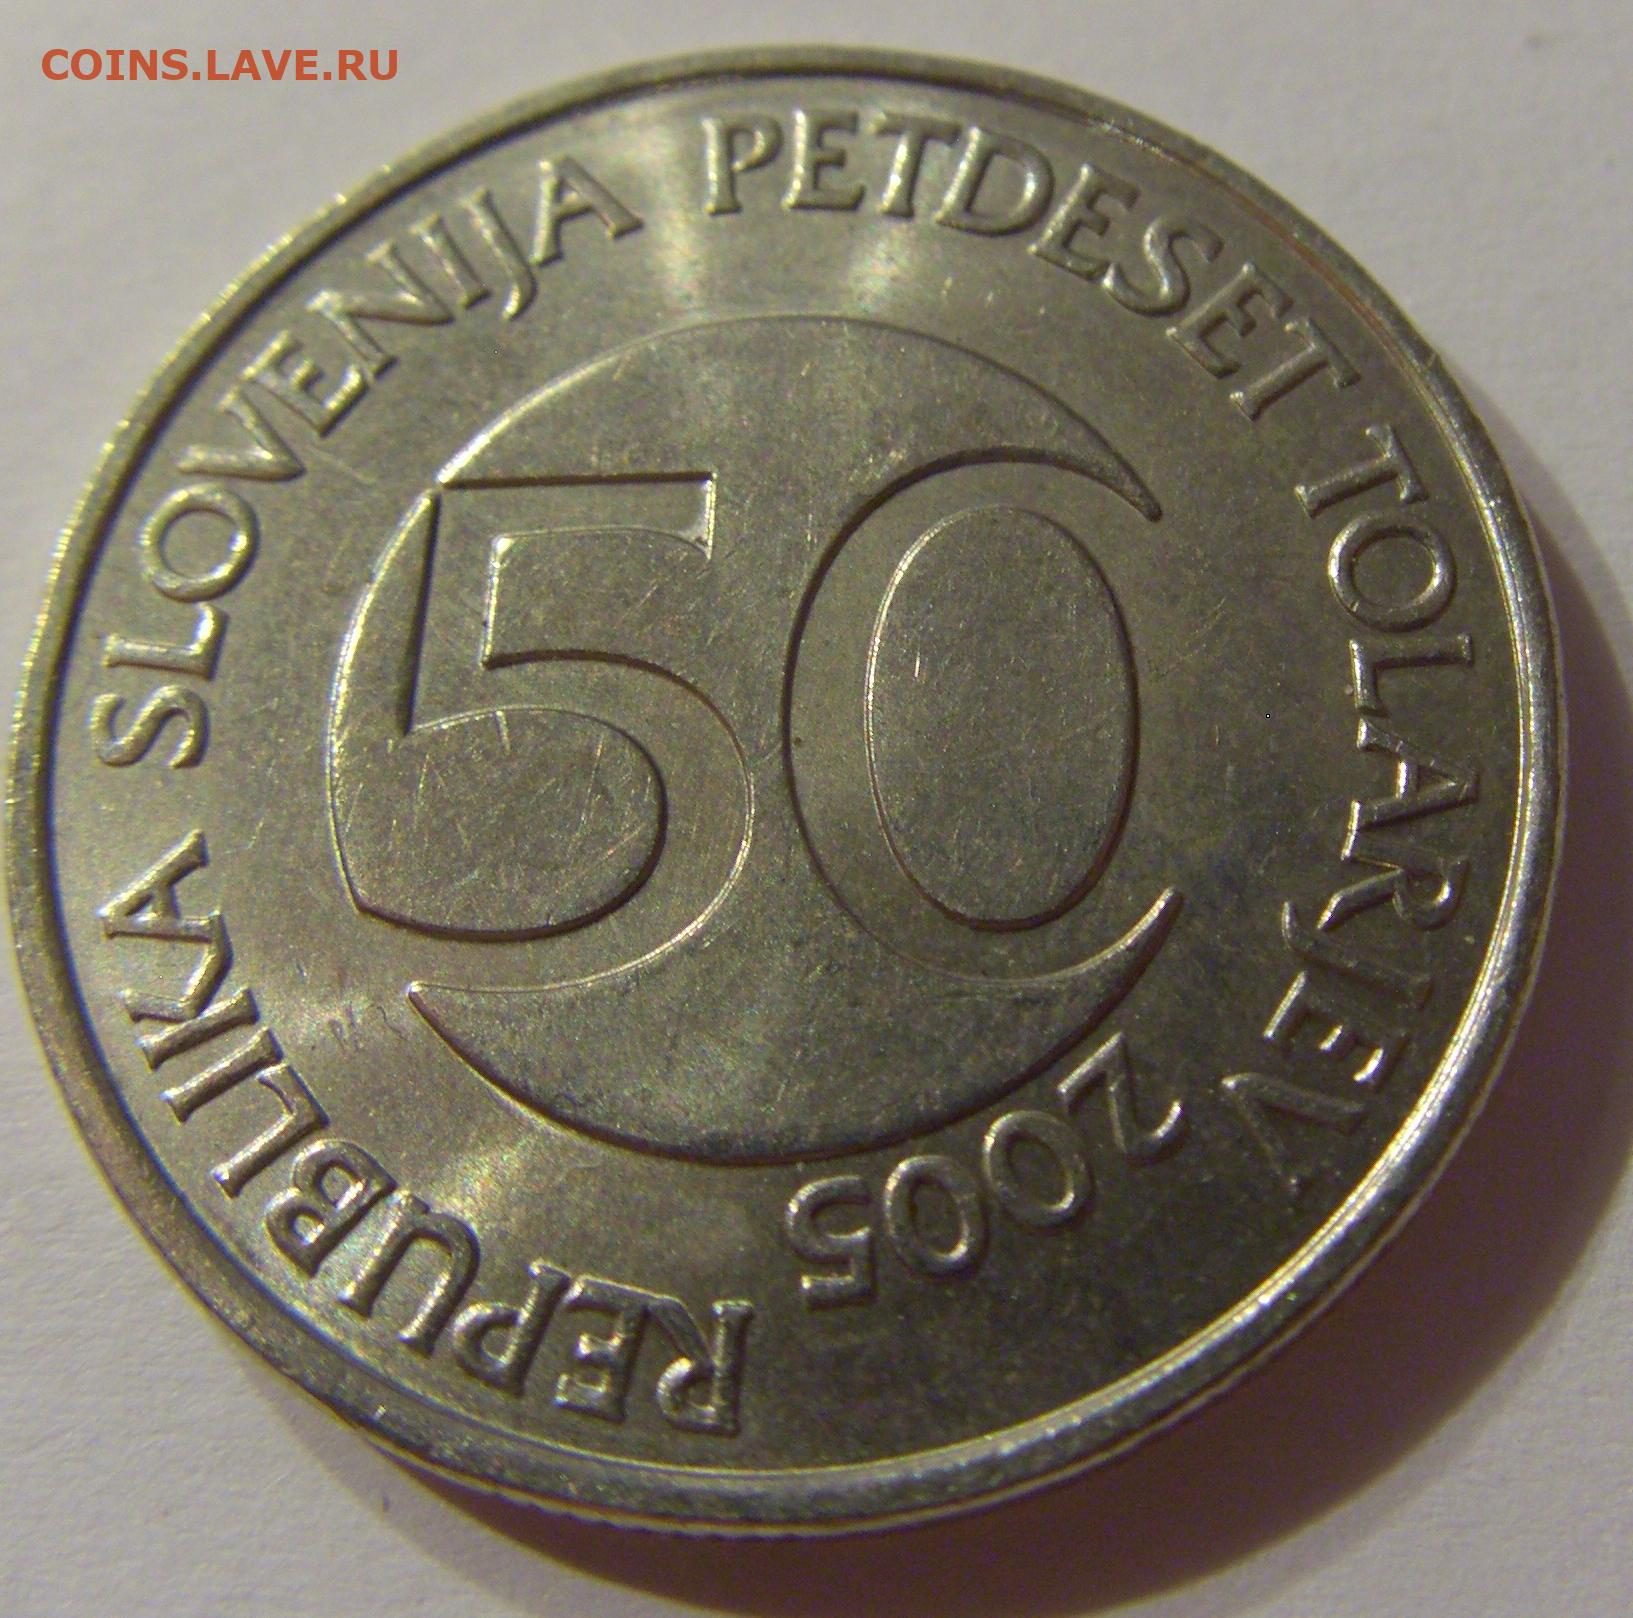 COINS.LAVE.RU
REPUBLIKA SLOVENIJA PETDESET TOLARJEV
50
2005